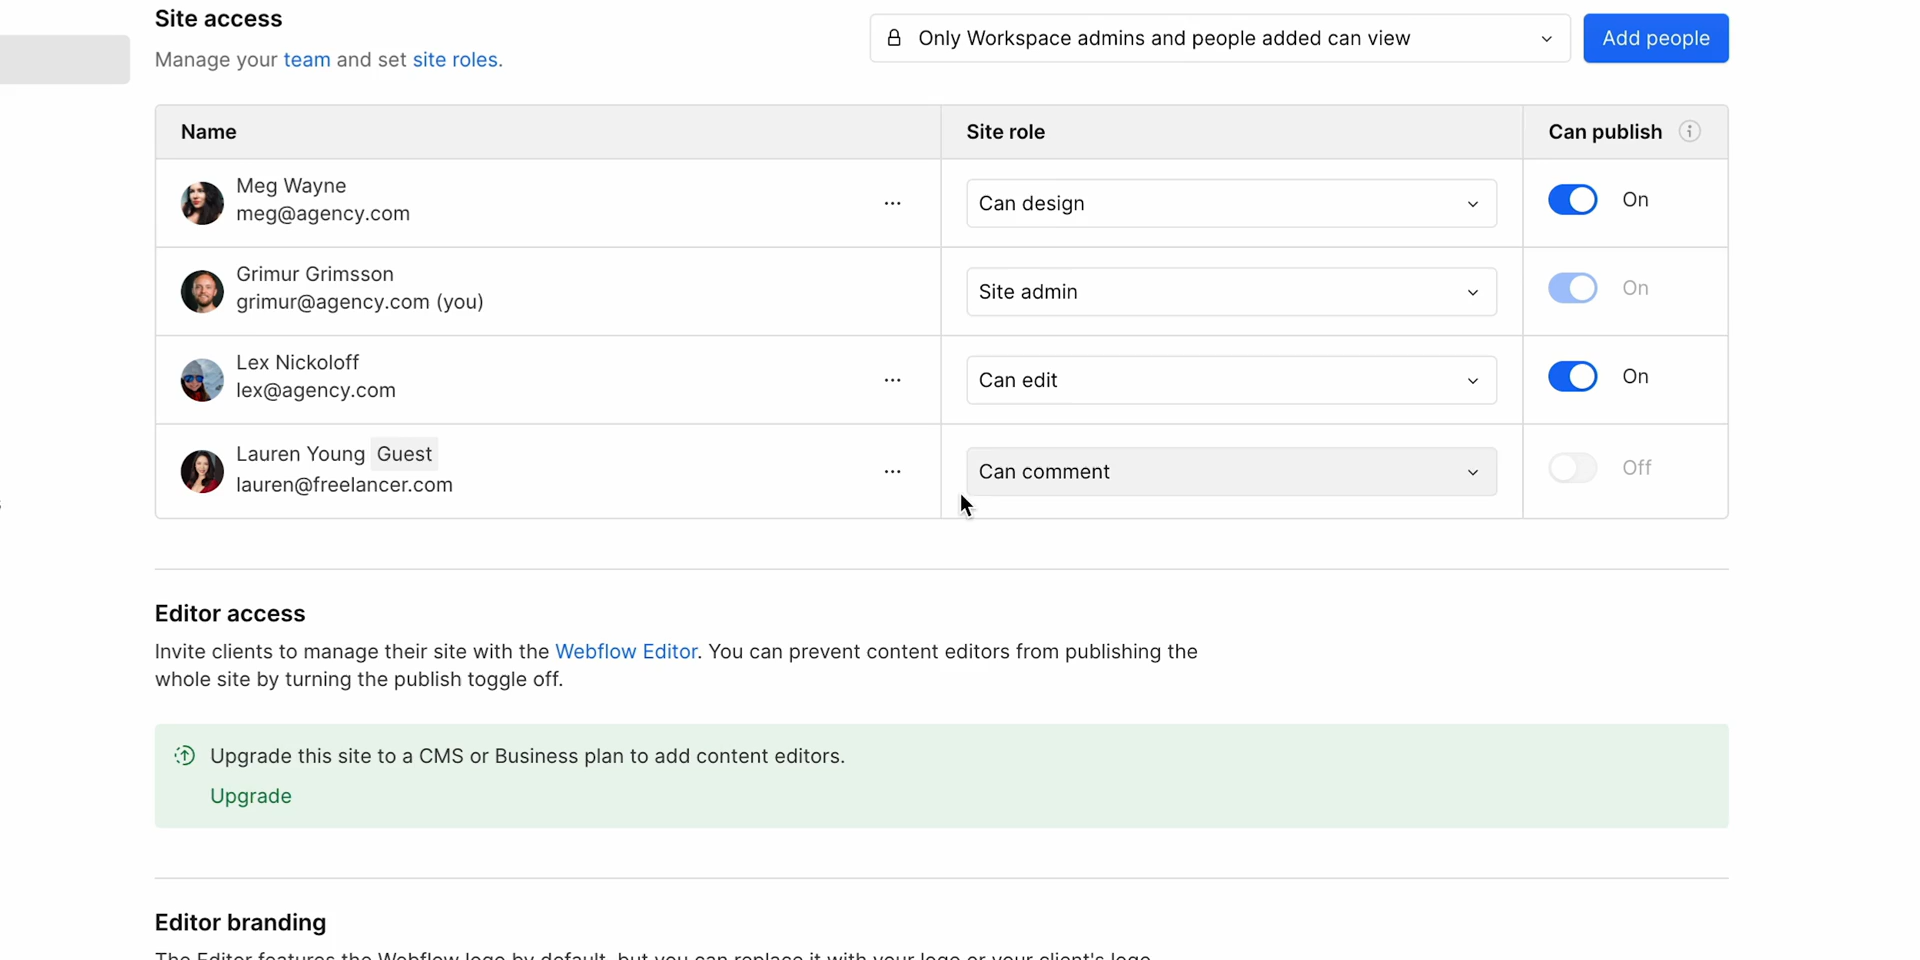 Site access
Only Workspace admins and people added can view
Add people
Manage your team and set site roles.
Name
Site role
Can publish
Meg Wayne
meg@agency.com
Can design
On
Grimur Grimsson
grimur@agency.com (you)
Site admin
On
Lex Nickoloff
lex@agency.com
Can edit
On
Lauren Young Guest
lauren@freelancer.com
Can comment
Off
Editor access
Invite clients to manage their site with the Webflow Editor. You can prevent content editors from publishing the
whole site by turning the publish toggle off.
Upgrade this site to a CMS or Business plan to add content editors.
Upgrade
Editor branding
The Editor features the Webflow logo by default, but you can replace it with your logo or your client's logo